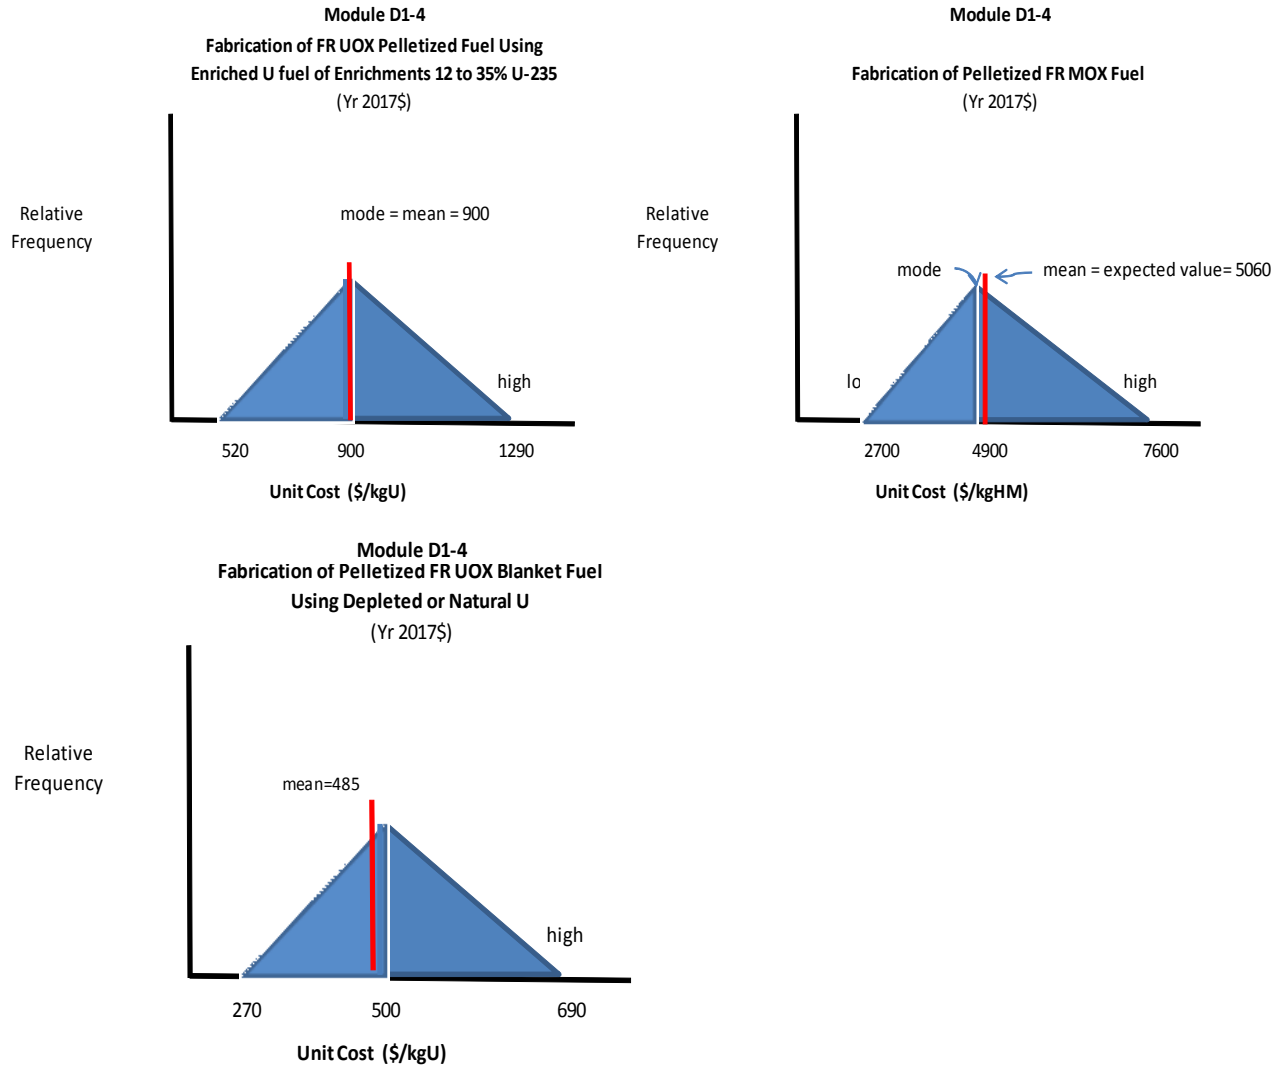 Module D1-4
Fabrication of FR UOX Pelletized Fuel Using
Enriched U fuel of Enrichments 12 to 35% U-235
(Yr 2017$)
Relative
Frequency
mode = mean = 900
high
520 900 1290
Unit Cost ($/kgU)
Module D1-4
Fabrication of Pelletized FR MOX Fuel
(Yr 2017$)
Relative
Frequency
mode
mean = expected value= 5060
lo
high
2700 4900 7600
Unit Cost ($/kgHM)
Module D1-4
Fabrication of Pelletized FR UOX Blanket Fuel
Using Depleted or Natural U
(Yr 2017$)
Relative
Frequency
mean=485
high
270 500 690
Unit Cost ($/kgU)